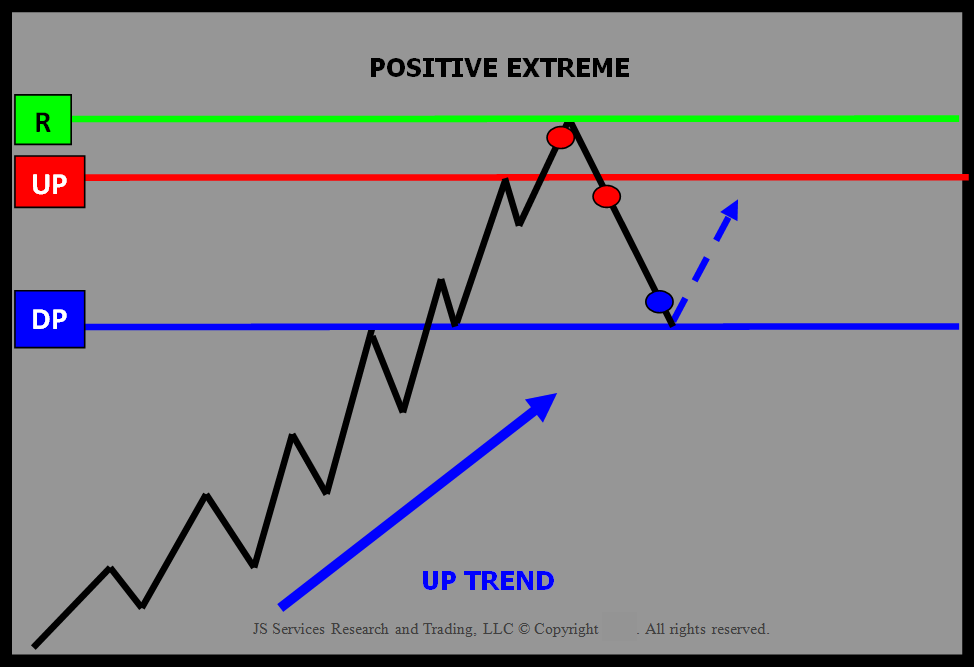 POSITIVE EXTREME
R
UP
DP
UP TREND
JS Services Research and Trading, LLC © Copyright . All rights reserved.